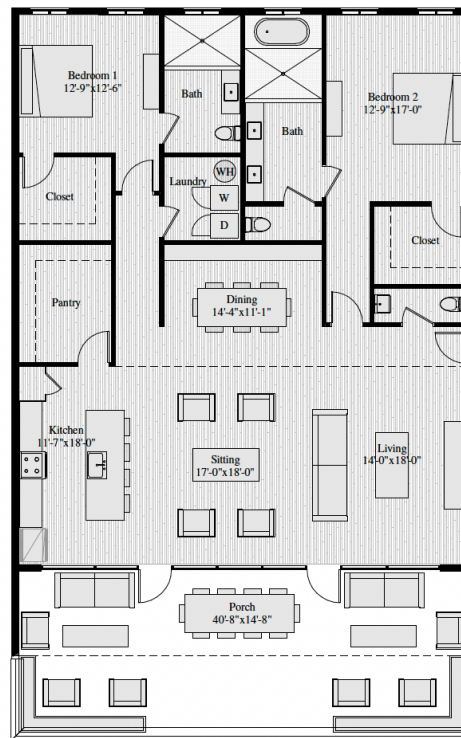 Bedroom 1
12'-9"x12'-6"
Bath
Bedroom 2
12'-9"x17'-0"
Bath
WH
Laundry
W
D
Closet
Closet
Pantry
Dining
14'-4"x11'-1"
Kitchen
11'-7"x18'-0"
Sitting
17'-0"x18'-0"
Living
14'-0"x18'-0"
Porch
40'-8"x14'-8"